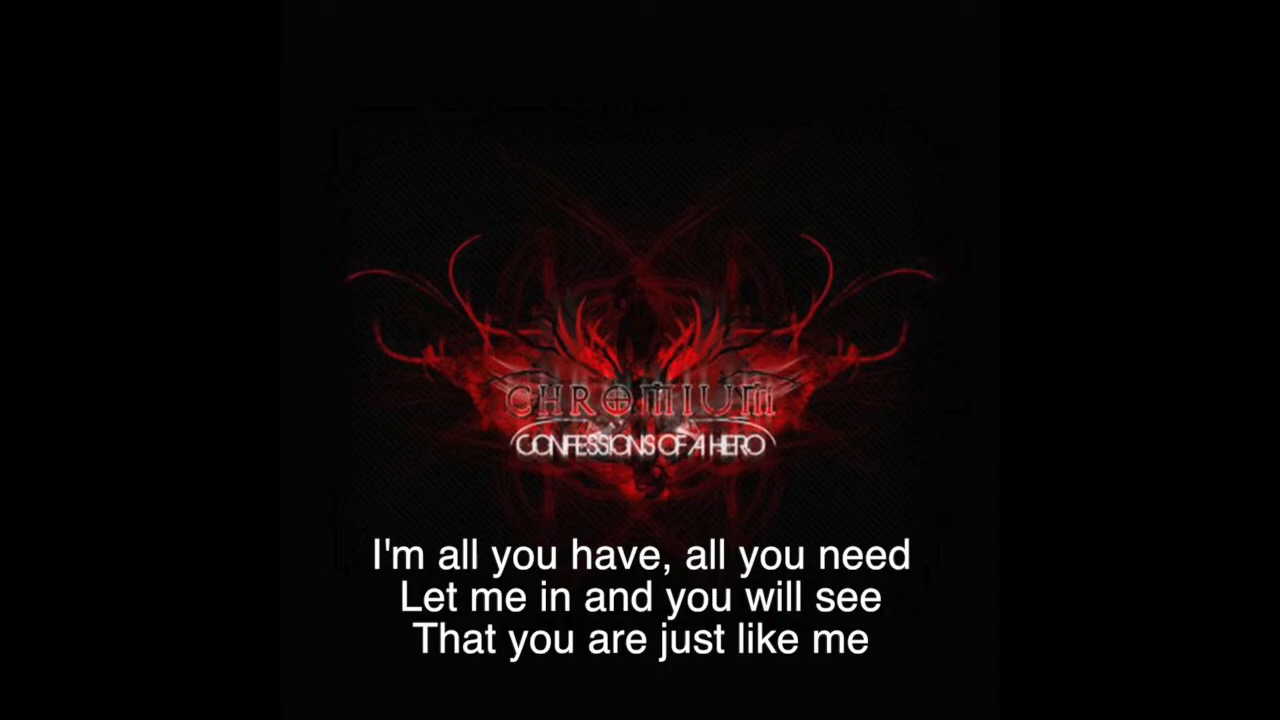 CHROMIUM
CONFESSIONS OF A HERO
I'm all you have, all you need
Let me in and you will see
That you are just like me